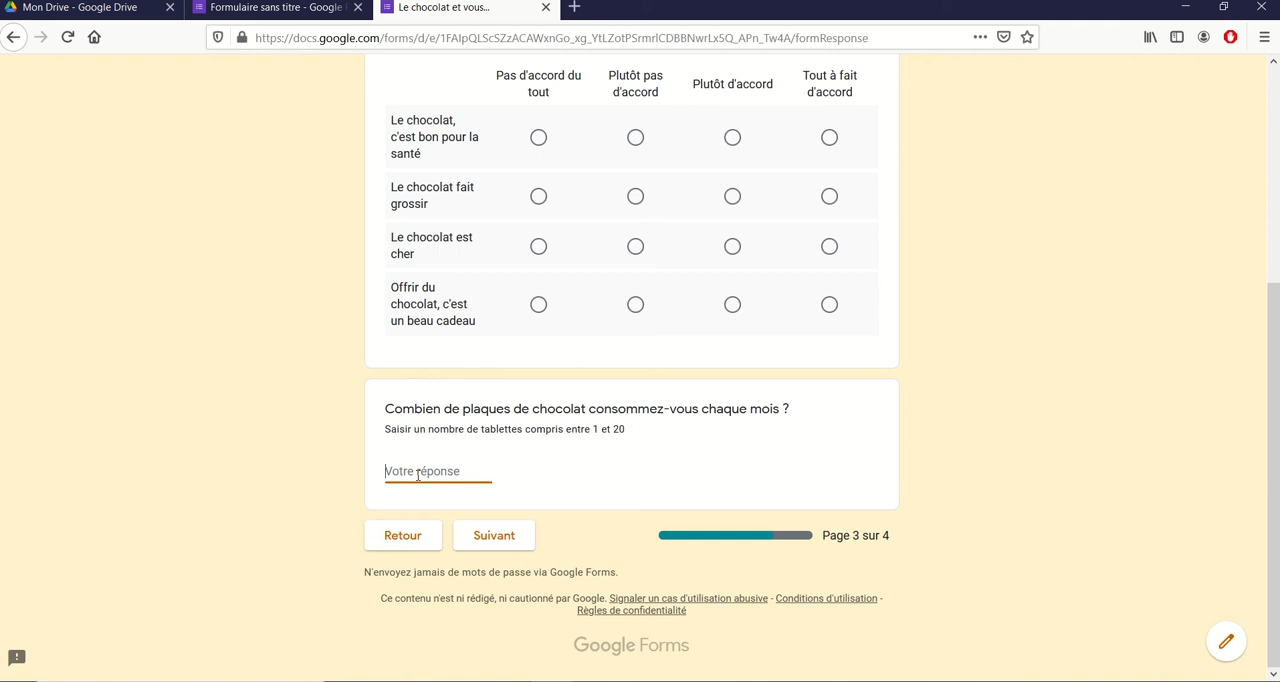 Mon Drive - Google Drive
Formulaire sans titre - Google F
Le chocolat et vous...
https://docs.google.com/forms/d/e/1FAIpQLScSZzACAWxnGo_xg_YtLZotPSrmrlCDBBNwrLx5Q_APn_Tw4A/formResponse
Pas d'accord du tout
Plutôt pas d'accord
Plutôt d'accord
Tout à fait d'accord
Le chocolat,
c'est bon pour la
santé
Le chocolat fait
grossir
Le chocolat est
cher
Offrir du
chocolat, c'est
un beau cadeau
Combien de plaques de chocolat consommez-vous chaque mois ?
Saisir un nombre de tablettes compris entre 1 et 20
Votre réponse
Retour
Suivant
Page 3 sur 4
N'envoyez jamais de mots de passe via Google Forms.
Ce contenu n'est ni rédigé, ni cautionné par Google. Signaler un cas d'utilisation abusive - Conditions d'utilisation -
Règles de confidentialité
Google Forms